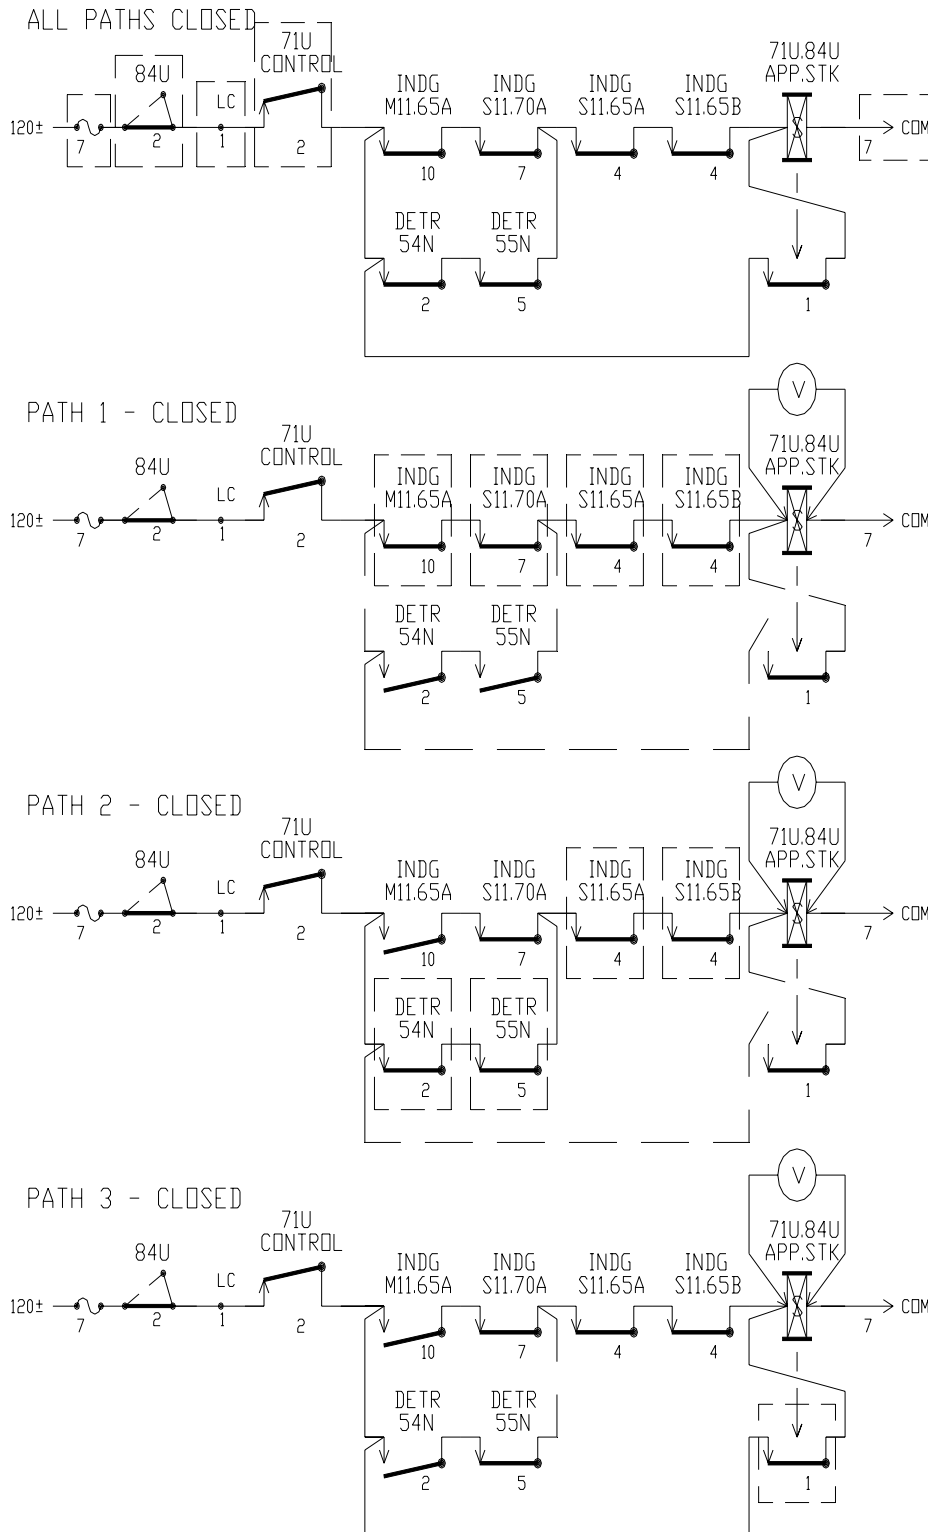 ALL PATHS CLOSED
71U
CONTROL
84U
LC
INDG
M11.65A
INDG
S11.70A
INDG
S11.65A
INDG
S11.65B
71U.84U
APP.STK
120±
7
2
1
2
10
7
4
4
7
COM
DETR
54N
DETR
55N
2
5
1
V
PATH 1 - CLOSED
71U
CONTROL
84U
LC
INDG
M11.65A
INDG
S11.70A
INDG
S11.65A
INDG
S11.65B
71U.84U
APP.STK
120±
7
2
1
2
10
7
4
4
7
COM
DETR
54N
DETR
55N
2
5
1
V
PATH 2 - CLOSED
71U
CONTROL
84U
LC
INDG
M11.65A
INDG
S11.70A
INDG
S11.65A
INDG
S11.65B
71U.84U
APP.STK
120±
7
2
1
2
10
7
4
4
7
COM
DETR
54N
DETR
55N
2
5
1
V
PATH 3 - CLOSED
71U
CONTROL
84U
LC
INDG
M11.65A
INDG
S11.70A
INDG
S11.65A
INDG
S11.65B
71U.84U
APP.STK
120±
7
2
1
2
10
7
4
4
7
COM
DETR
54N
DETR
55N
2
5
1